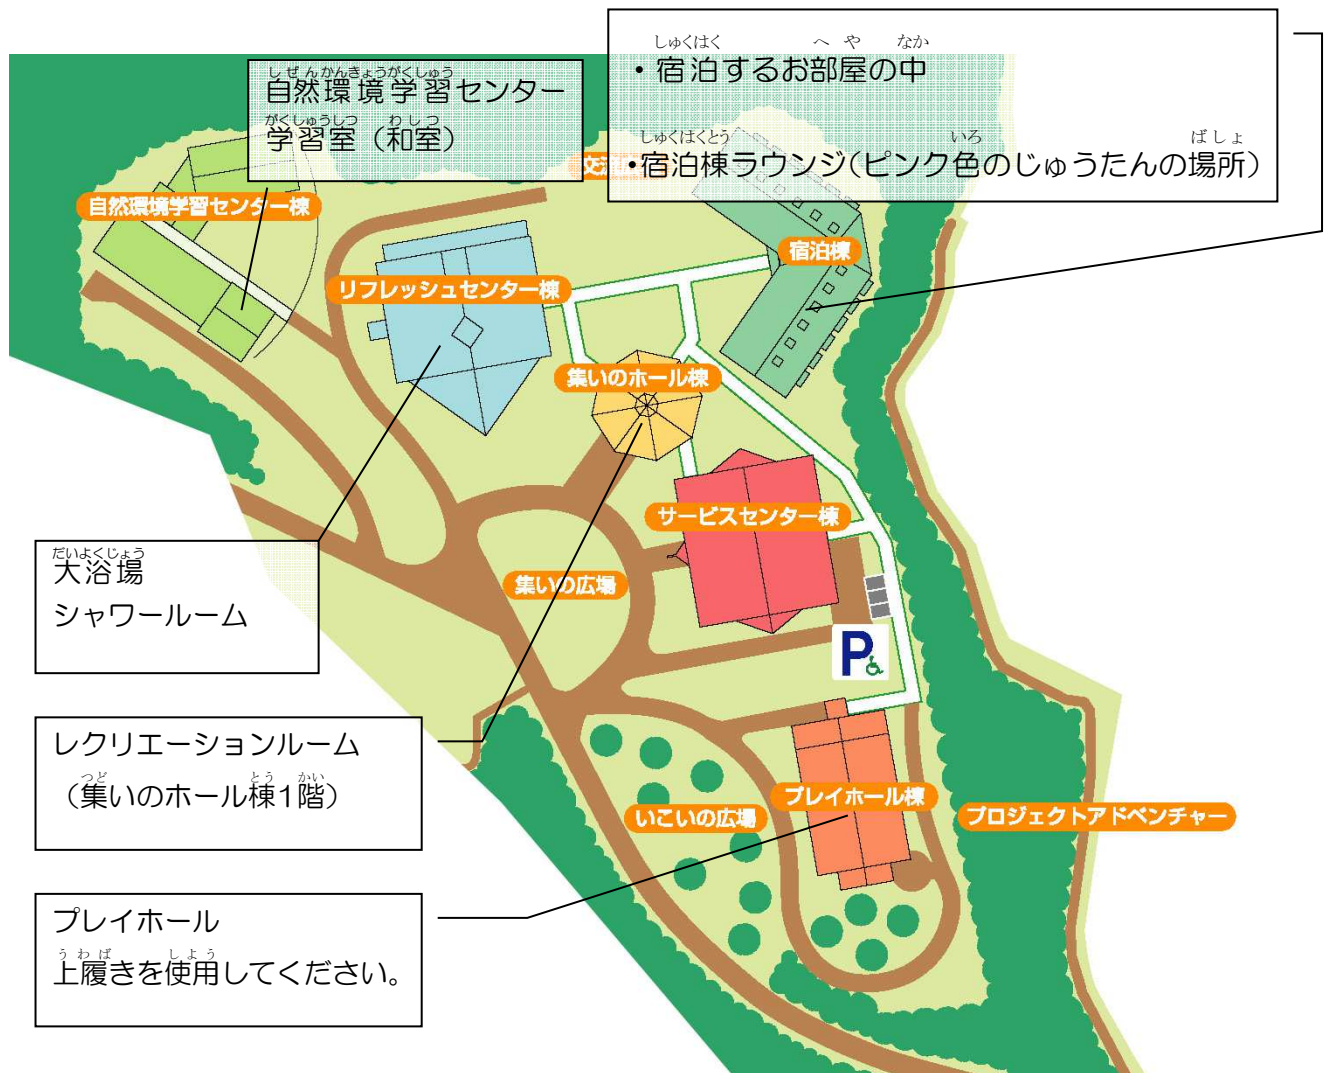 しゅくはく へや なか
・宿泊するお部屋の中
しゅくはくとう いろ ばしょ
・宿泊棟ラウンジ(ピンク色のじゅうたんの場所)
しぜんかんきょうがくしゅう
自然環境学習センター
がくしゅうしつ わしつ
学習室（和室）
自然環境学習センター棟
宿泊棟
リフレッシュセンター棟
集いのホール棟
サービスセンター棟
集いの広場
だいよくじょう
大浴場
シャワールーム
P
レクリエーションルーム
つど とう かい
（集いのホール棟1階）
プレイホール棟
いこいの広場
プロジェクトアドベンチャー
プレイホール
うわば しよう
上履きを使用してください。